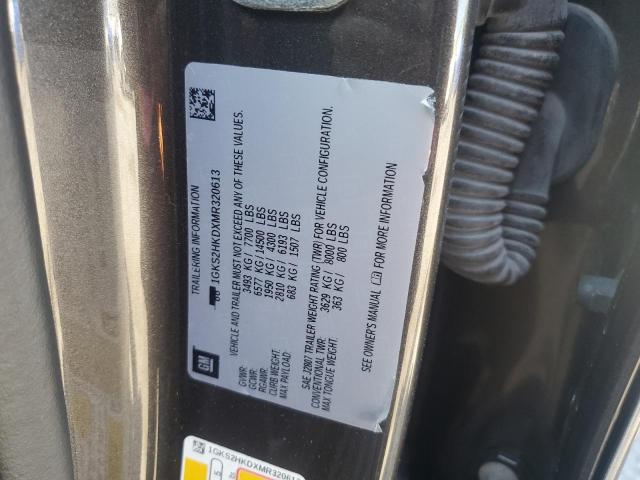 TRAILERING INFORMATION
1GKS2HKDXMR320613
VEHICLE AND TRAILER MUST NOT EXCEED ANY OF THESE VALUES.
GVWR: 3493 KG / 7700 LBS
GCWR: 6577 KG / 14500 LBS
RGAWR: 1950 KG / 4300 LBS
CURB WEIGHT: 2810 KG / 6193 LBS
MAX PAYLOAD: 683 KG / 1507 LBS
SAE J2807 TRAILER WEIGHT RATING (TWR) FOR VEHICLE CONFIGURATION.
CONVENTIONAL TWR: 3629 KG / 8000 LBS
MAX TONGUE WEIGHT: 363 KG / 800 LBS
SEE OWNER'S MANUAL FOR MORE INFORMATION
GM
1GKS2HKDXMR320613